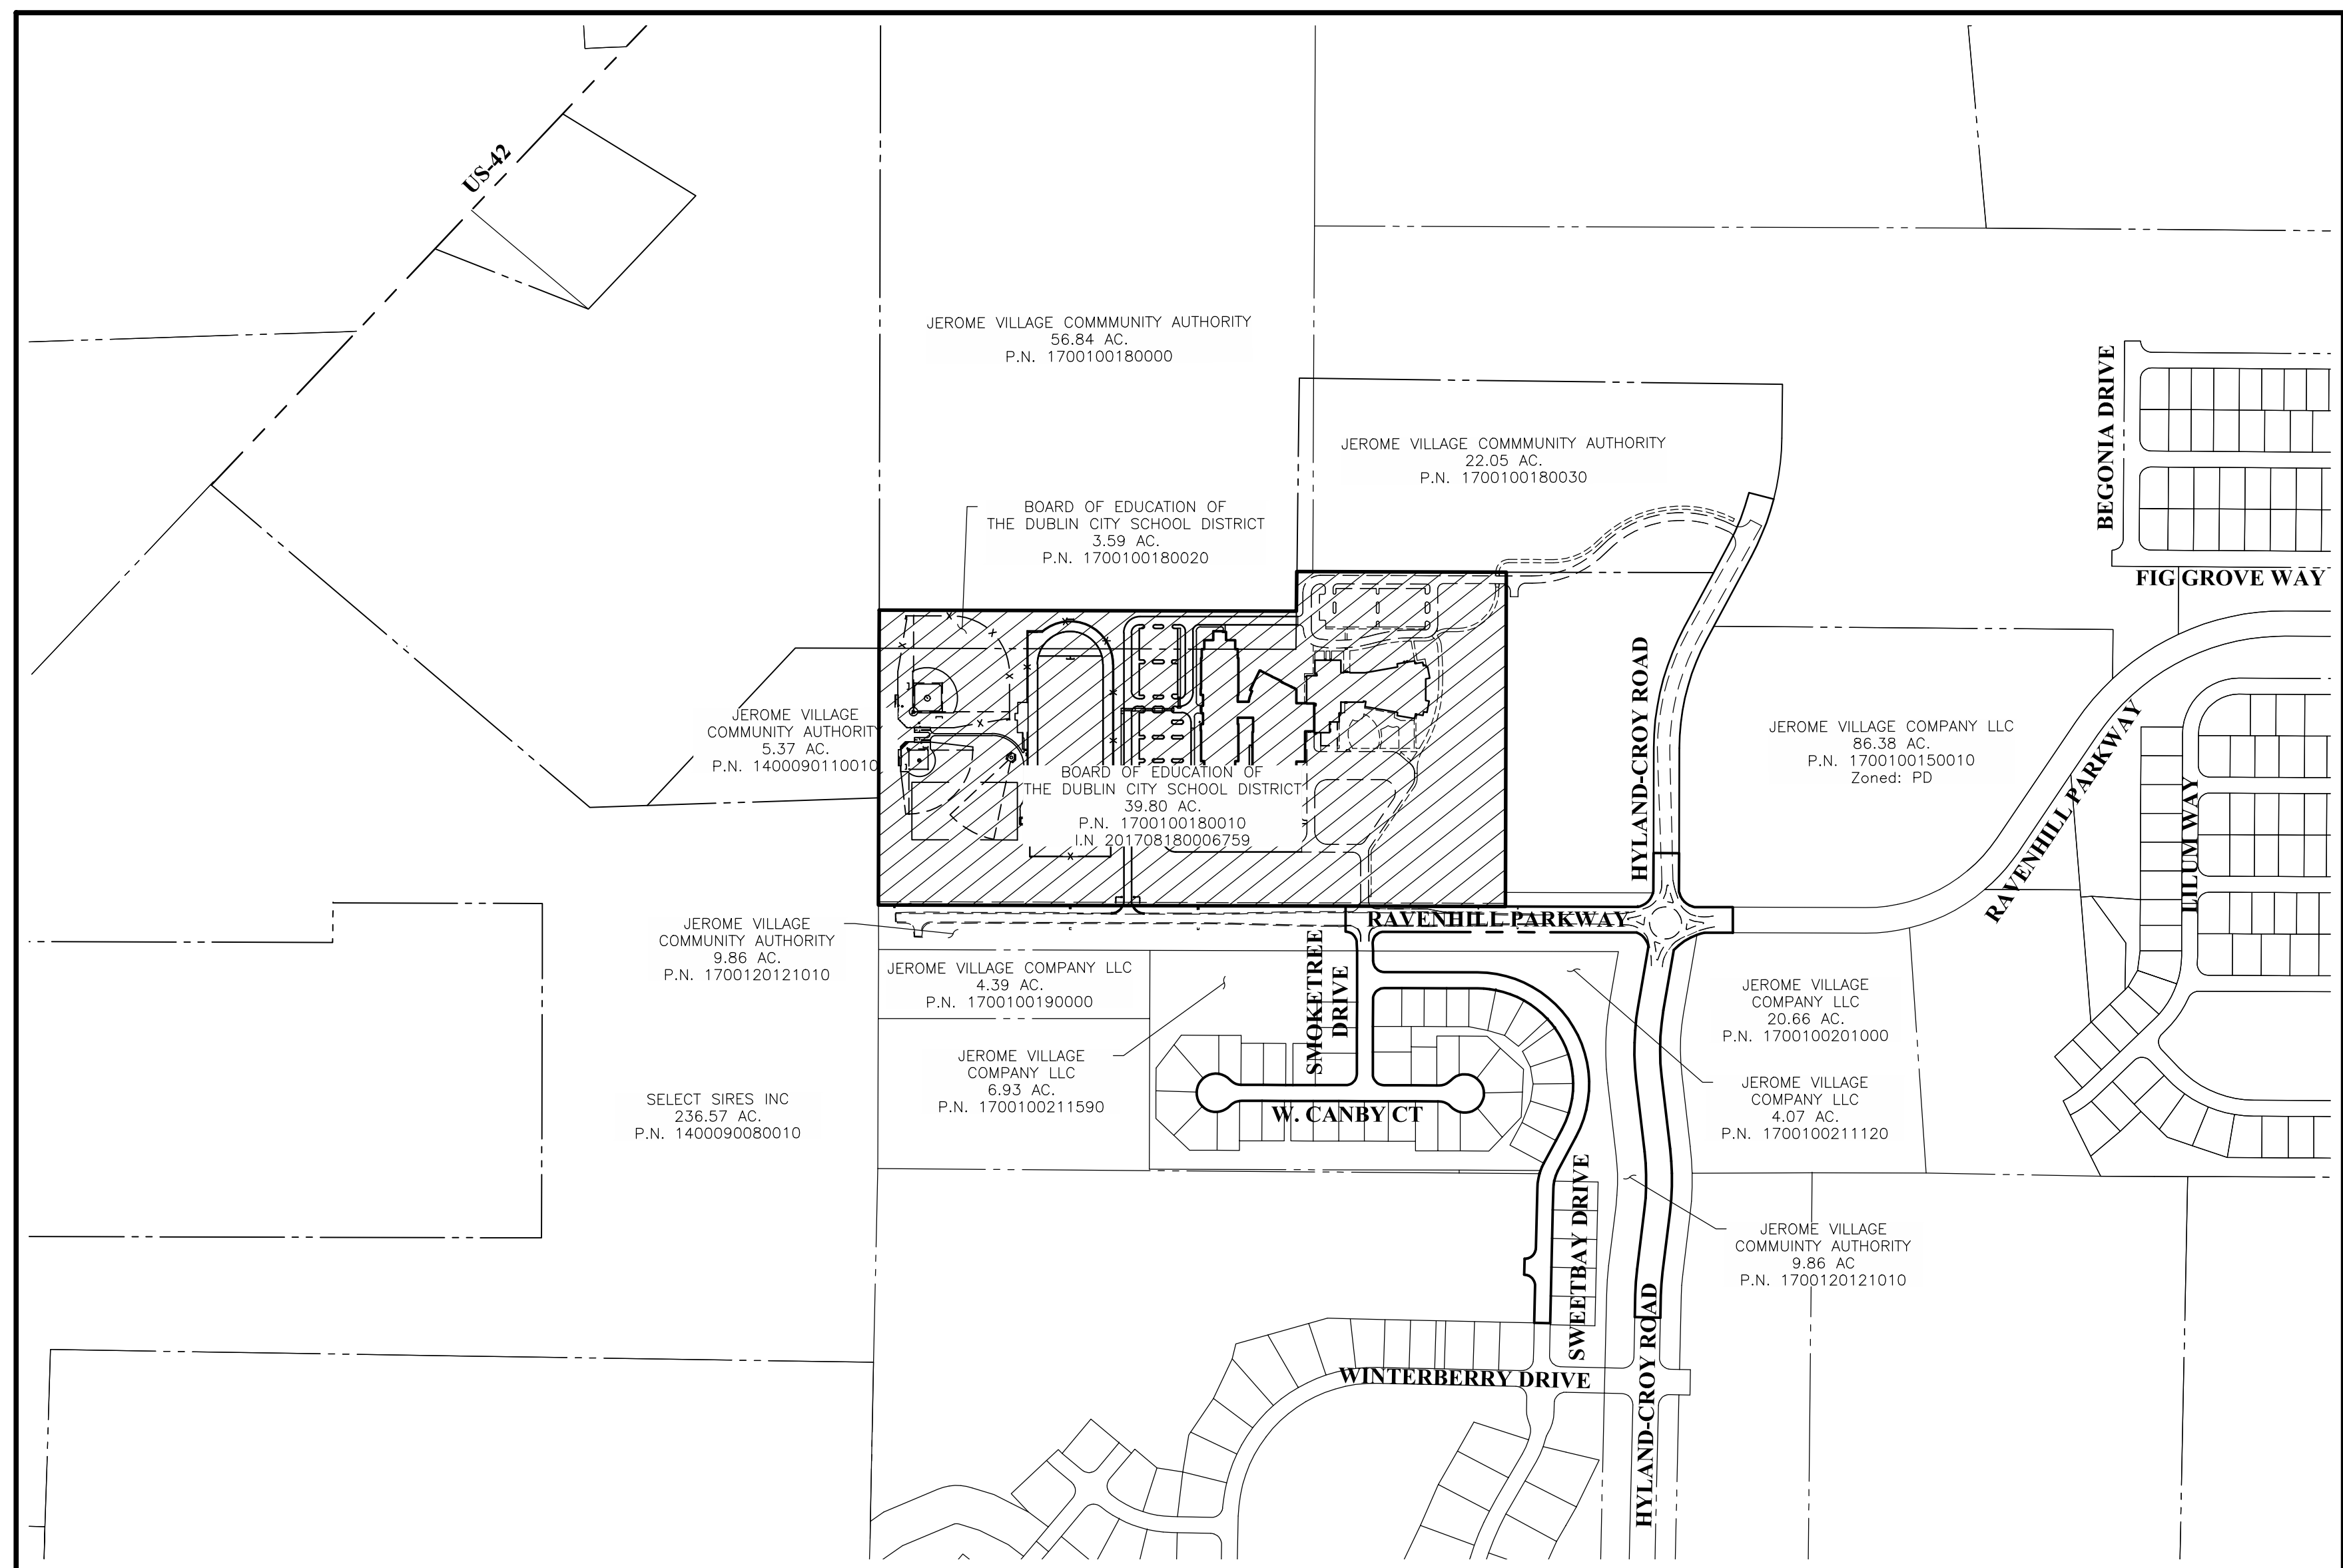 US-42
JEROME VILLAGE COMMMUNITY AUTHORITY
56.84 AC.
P.N. 1700100180000
JEROME VILLAGE COMMMUNITY AUTHORITY
22.05 AC.
P.N. 1700100180030
BEGONIA DRIVE
FIG GROVE WAY
BOARD OF EDUCATION OF
THE DUBLIN CITY SCHOOL DISTRICT
3.59 AC.
P.N. 1700100180020
JEROME VILLAGE
COMMUNITY AUTHORITY
5.37 AC.
P.N. 1400090110010
BOARD OF EDUCATION OF
THE DUBLIN CITY SCHOOL DISTRICT
39.80 AC.
P.N. 1700100180010
I.N 201708180006759
HYLAND-CROY ROAD
JEROME VILLAGE COMPANY LLC
86.38 AC.
P.N. 1700100150010
Zoned: PD
RAVENHILL PARKWAY
LILUM WAY
RAVENHILL PARKWAY
JEROME VILLAGE
COMMUNITY AUTHORITY
9.86 AC.
P.N. 1700120121010
JEROME VILLAGE COMPANY LLC
4.39 AC.
P.N. 1700100190000
SMOKETREE
DRIVE
JEROME VILLAGE
COMPANY LLC
20.66 AC.
P.N. 1700100201000
JEROME VILLAGE
COMPANY LLC
6.93 AC.
P.N. 1700100211590
SELECT SIRES INC
236.57 AC.
P.N. 1400090080010
W. CANBY CT
JEROME VILLAGE
COMPANY LLC
4.07 AC.
P.N. 1700100211120
SWEETBAY DRIVE
JEROME VILLAGE
COMMUINTY AUTHORITY
9.86 AC
P.N. 1700120121010
WINTERBERRY DRIVE
HYLAND-CROY ROAD